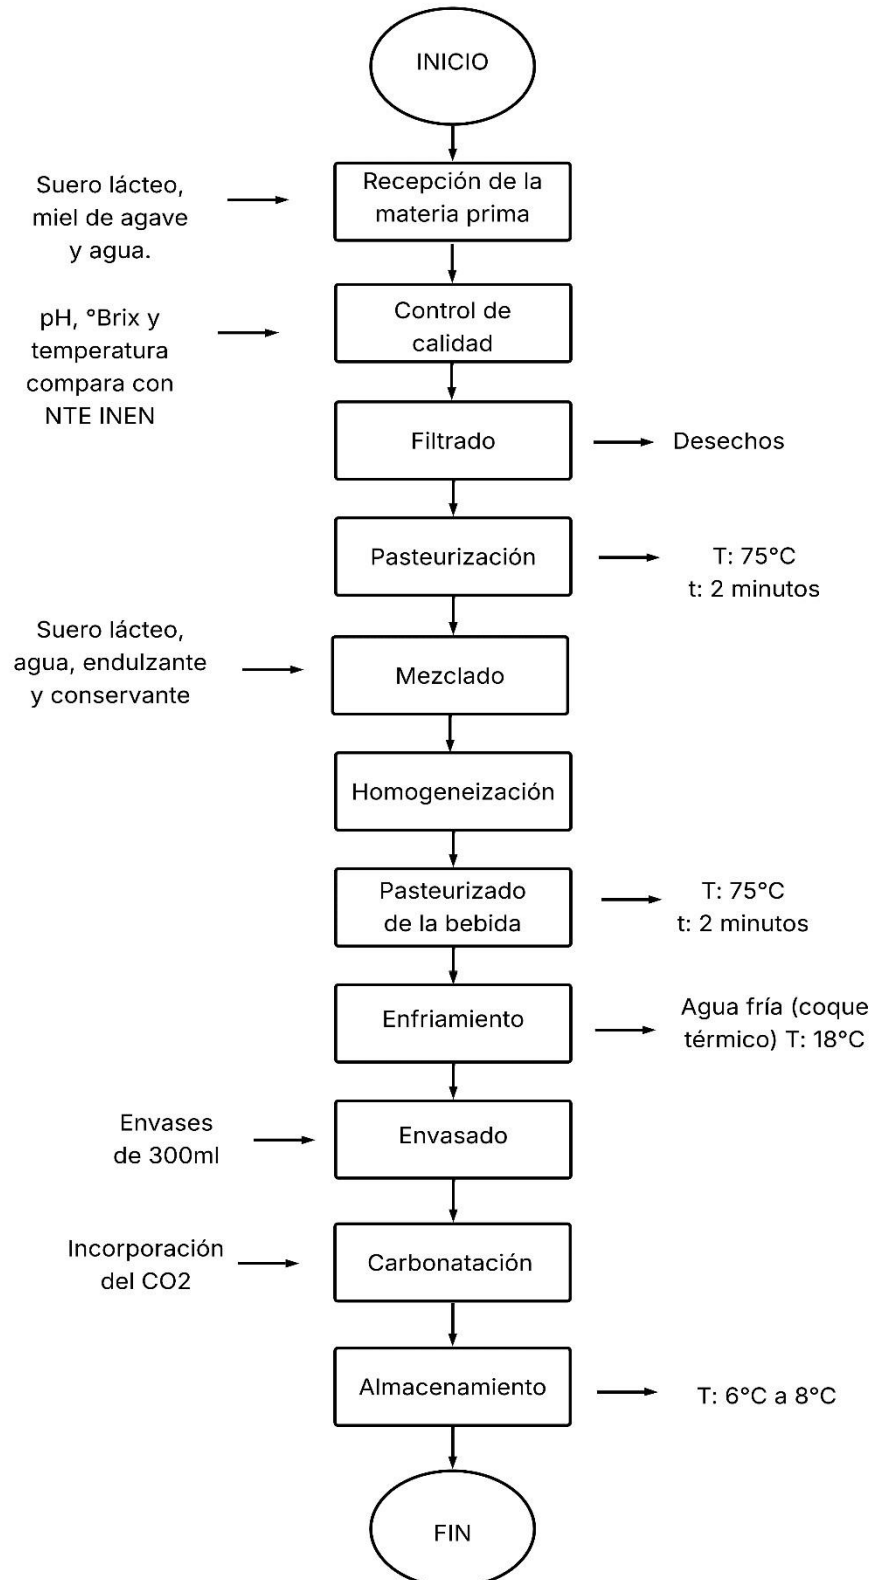 INICIO
Recepción de la
materia prima
Suero lácteo,
miel de agave
y agua.
Control de
calidad
pH, °Brix y
temperatura
compara con
NTE INEN
Filtrado
Desechos
Pasteurización
T: 75°C
t: 2 minutos
Suero lácteo,
agua, endulzante
y conservante
Mezclado
Homogeneización
Pasteurizado
de la bebida
T: 75°C
t: 2 minutos
Enfriamiento
Agua fría (coque
térmico) T: 18°C
Envases
de 300ml
Envasado
Incorporación
del CO2
Carbonatación
Almacenamiento
T: 6°C a 8°C
FIN